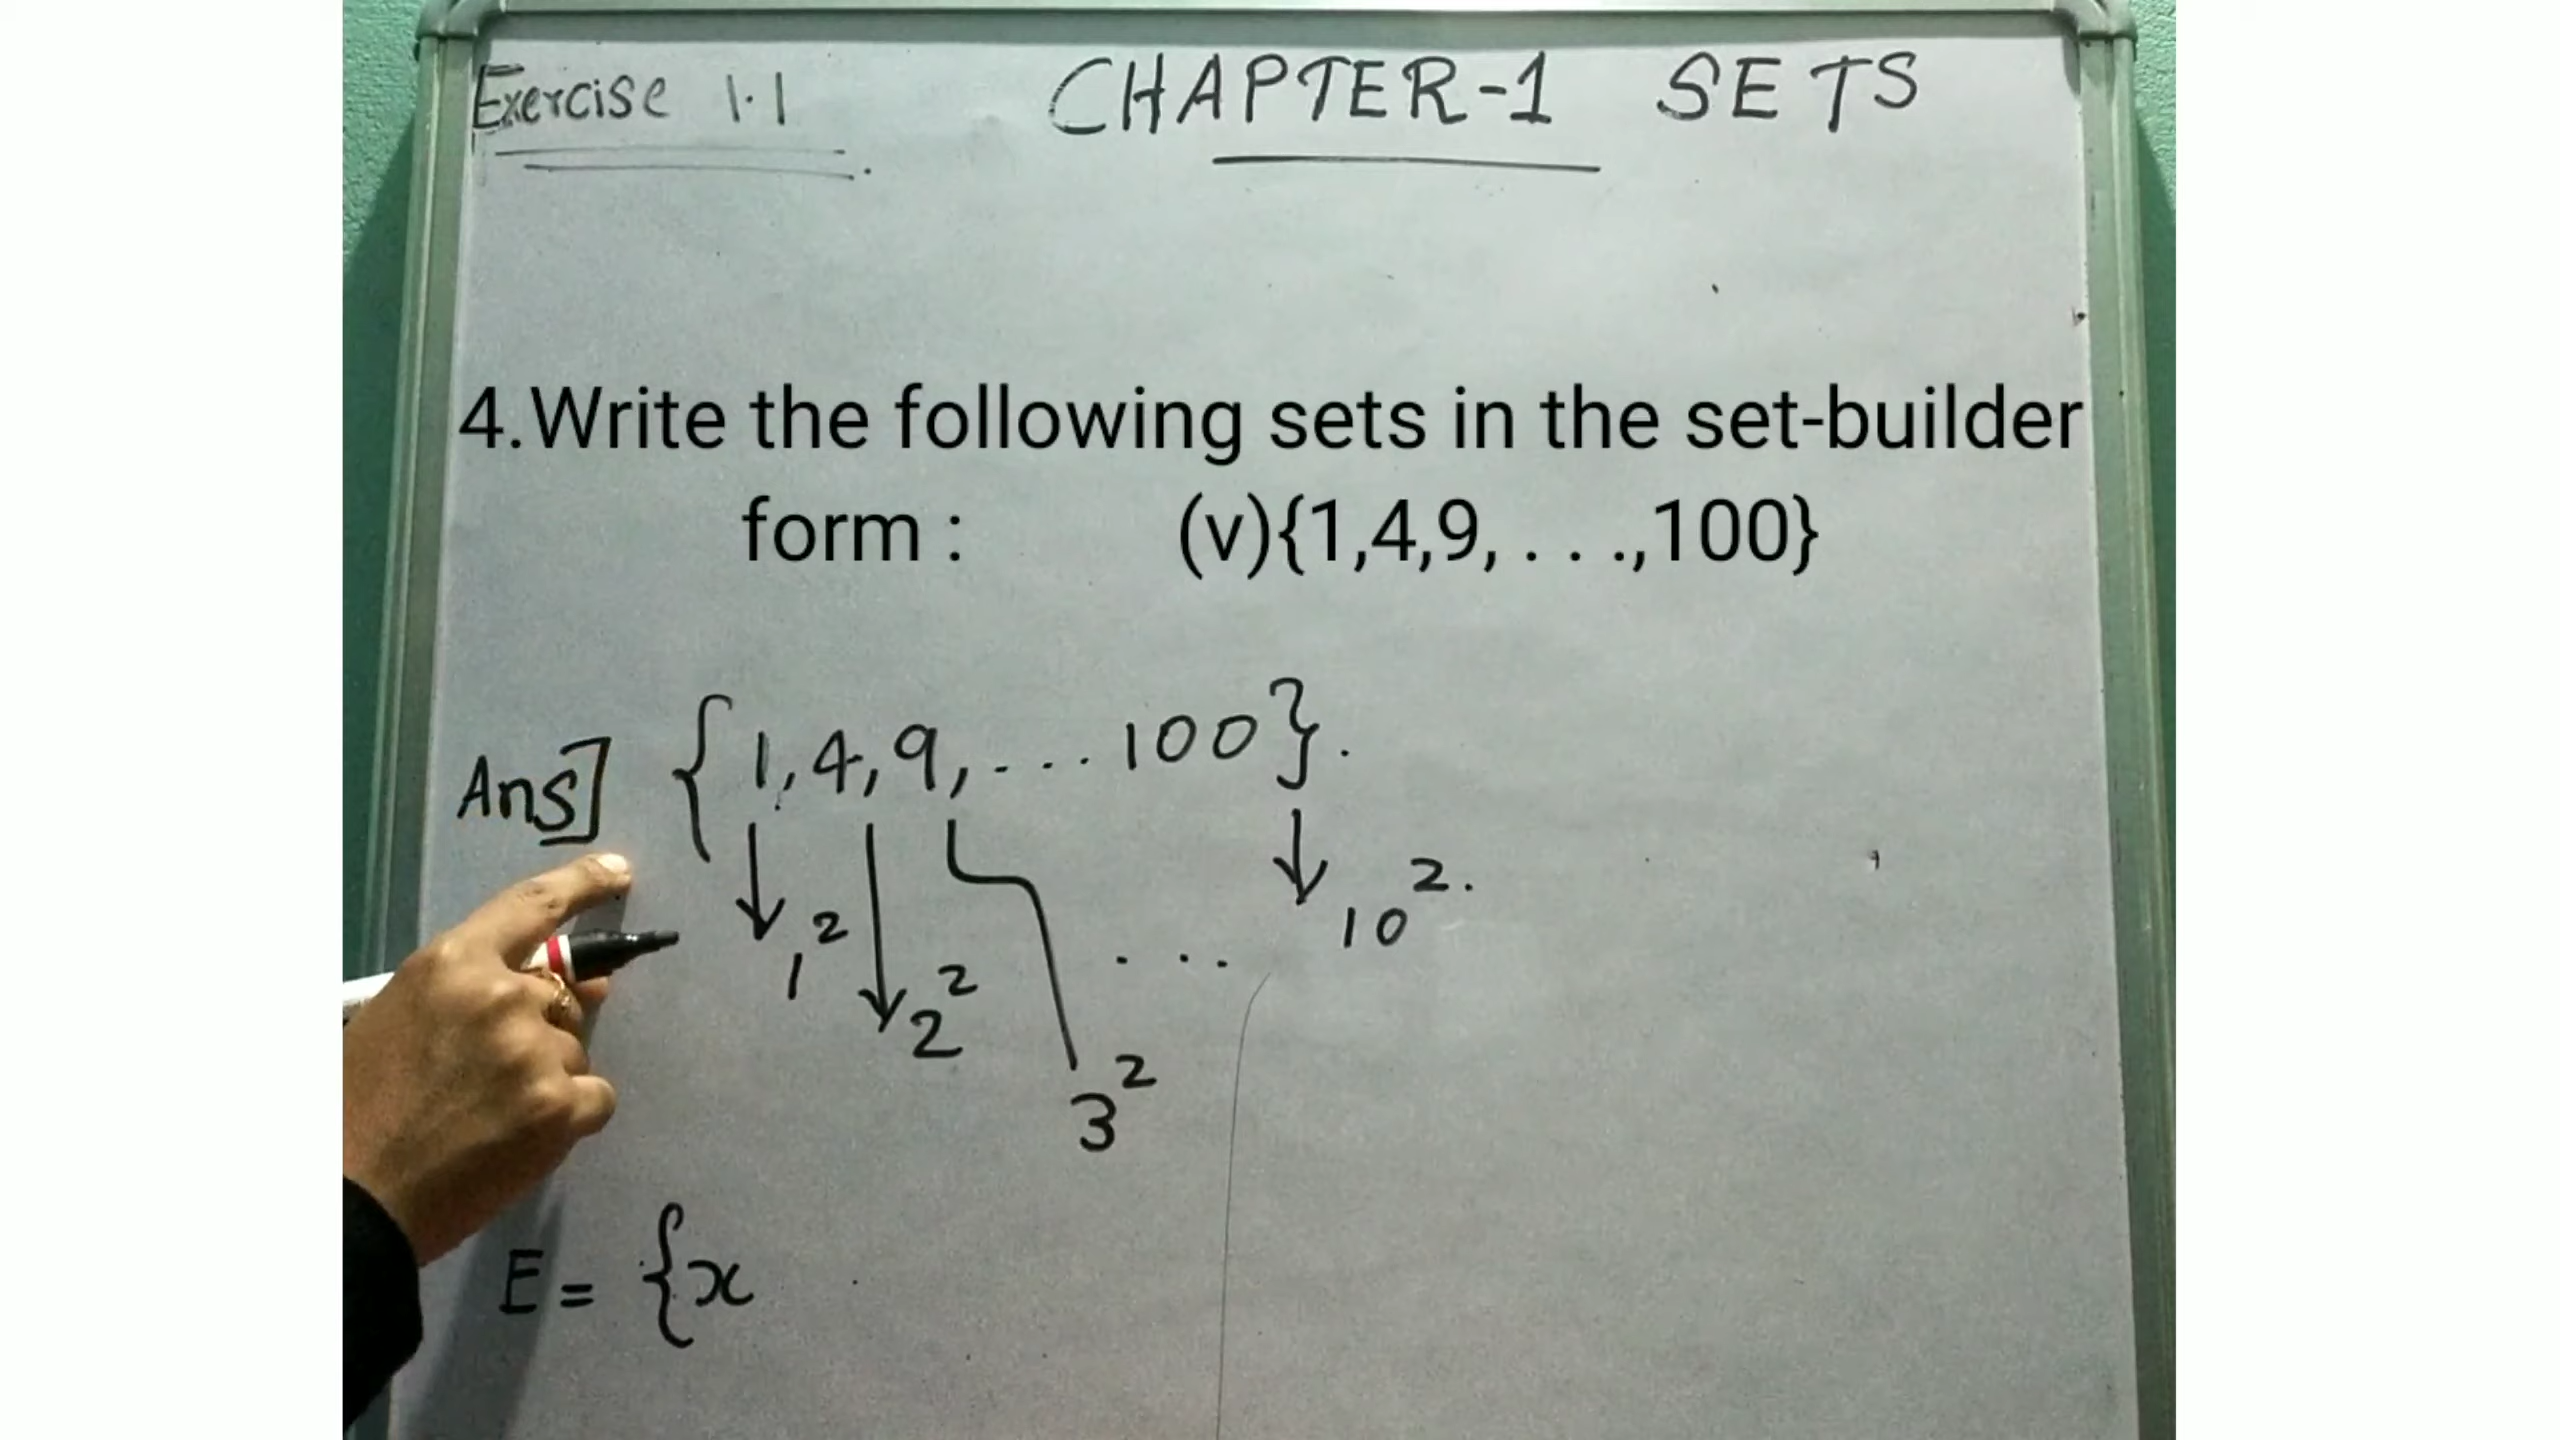 Exercise 1.1 CHAPTER-1 SETS
4.Write the following sets in the set-builder
form : (v){1,4,9, . . .,100}
Ans] {1,4,9,...100}.
1² 2² 3² ... 10².
E = {x